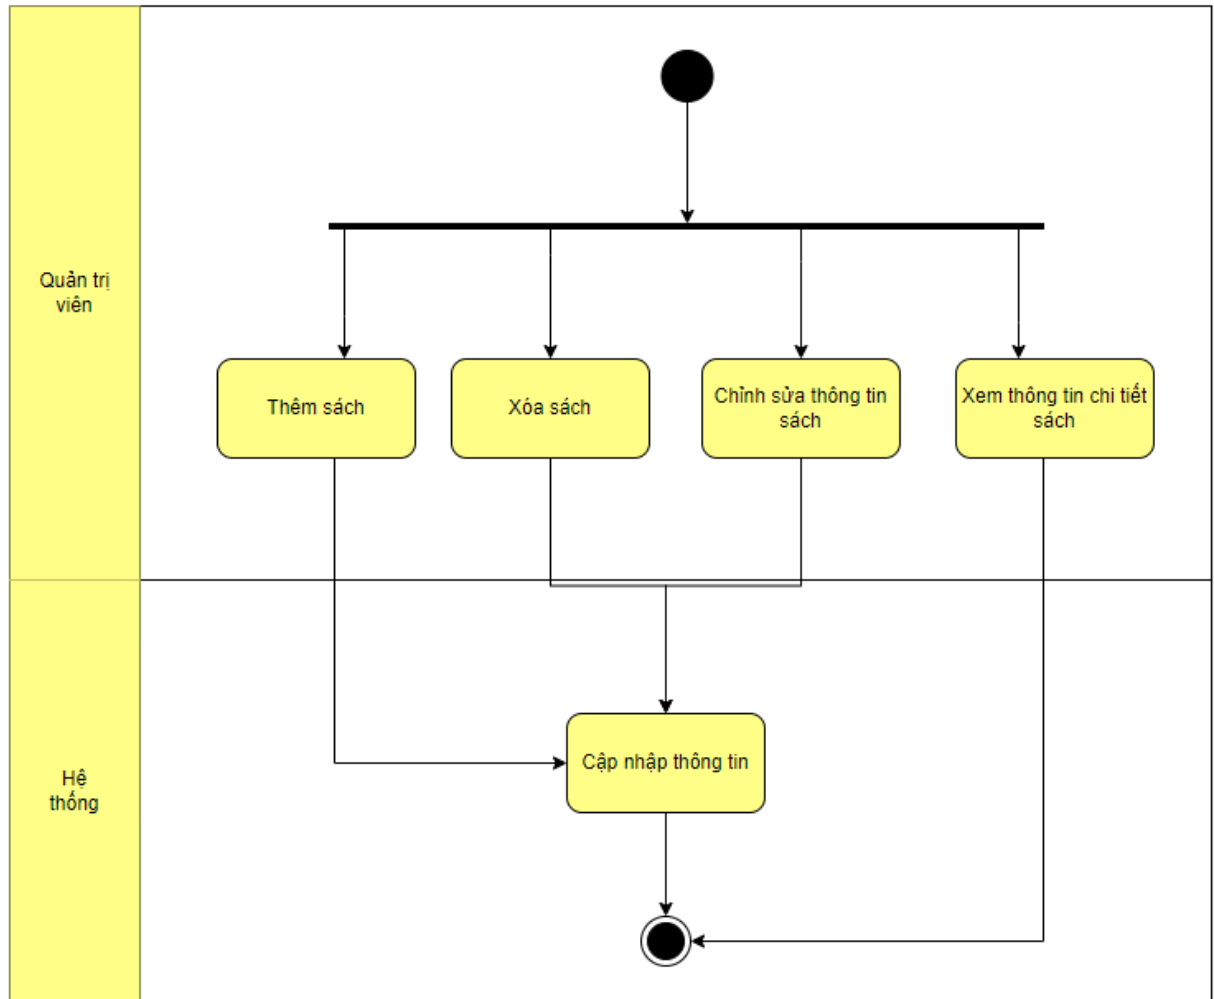 Quản trị
viên
Thêm sách
Xóa sách
Chỉnh sửa thông tin
sách
Xem thông tin chi tiết
sách
Hệ
thống
Cập nhập thông tin